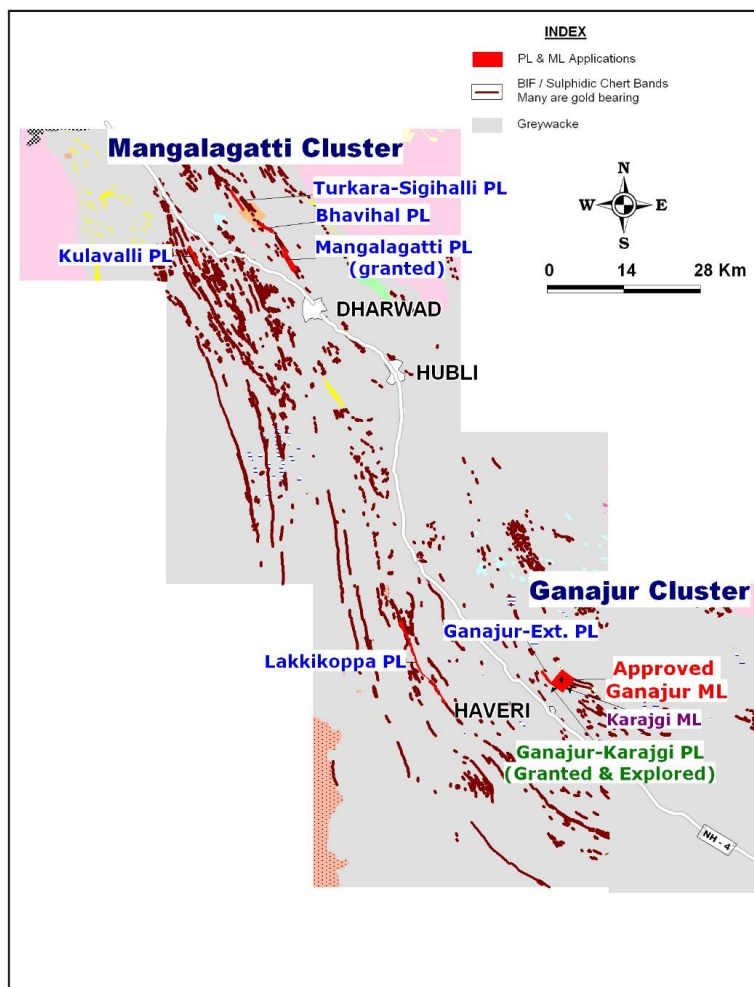 INDEX
PL & ML Applications
BIF / Sulphidic Chert Bands
Many are gold bearing
Greywacke
Mangalagatti Cluster
Turkara-Sigihalli PL
Bhavihal PL
Kulavalli PL
Mangalagatti PL
(granted)
N
W
E
S
0
14
28 Km
DHARWAD
HUBLI
Ganajur Cluster
Ganajur-Ext. PL
Lakkikoppa PL
Approved
Ganajur ML
HAVERI
Karajgi ML
Ganajur-Karajgi PL
(Granted & Explored)
NH - 4